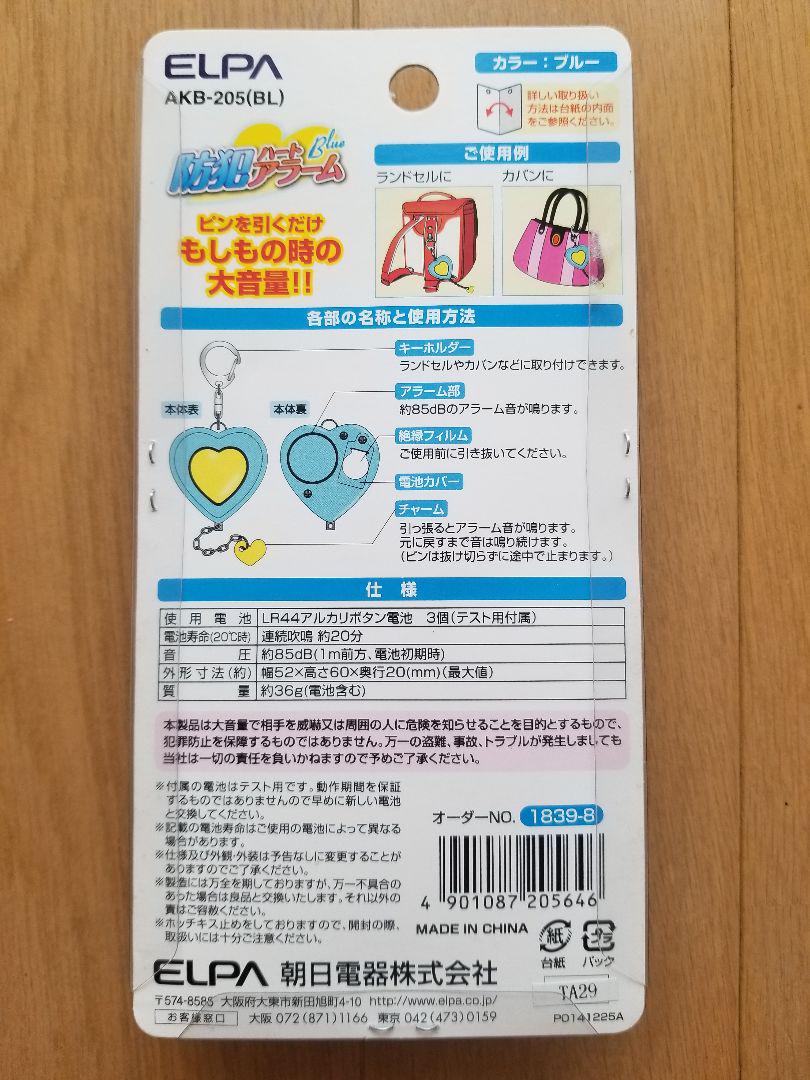 ELPA
AKB-205(BL)
カラー：ブルー
詳しい取り扱い
方法は台紙の内面
をご参照ください。
防犯ハートアラーム Blue
ピンを引くだけ
もしもの時の
大音量!!
ご使用例
ランドセルに
カバンに
各部の名称と使用方法
本体表
本体裏
キーホルダー
ランドセルやカバンなどに取り付けできます。
アラーム部
約85dBのアラーム音が鳴ります。
絶縁フィルム
ご使用前に引き抜いてください。
電池カバー
チャーム
引っ張るとアラーム音が鳴ります。
元に戻すまで音は鳴り続けます。
（ピンは抜け切らずに途中で止まります。）
仕様
使用電池 LR44アルカリボタン電池 3個（テスト用付属）
電池寿命(20℃時) 連続吹鳴 約20分
音圧 約85dB(1m前方、電池初期時)
外形寸法(約) 幅52×高さ60×奥行20(mm)(最大値)
質量 約36g(電池含む)
本製品は大音量で相手を威嚇又は周囲の人に危険を知らせることを目的とするもので、
犯罪防止を保障するものではありません。万一の盗難、事故、トラブルが発生しましても
当社は一切の責任を負いかねますので予めご了承ください。
※付属の電池はテスト用です。動作期間を保証
するものではありませんので早めに新しい電池
と交換してください。
※記載の電池寿命はご使用の電池によって異なる
場合があります。
※仕様及び外観・外装は予告なしに変更することが
ありますのでご了承ください。
※製造には万全を期しておりますが、万一不具合の
あった場合は良品と交換いたします。それ以外の
責はご容赦ください。
※ホッチキス止めをしておりますので、開封の際、
取扱いには十分ご注意ください。
オーダーNO. 1839-8
4 901087 205646
MADE IN CHINA
紙
台紙
プラ
パック
ELPA 朝日電器株式会社
〒574-8585 大阪府大東市新田旭町4-10 http://www.elpa.co.jp/
お客様窓口 大阪 072(871)1166 東京 042(473)0159
TA29
P0141225A